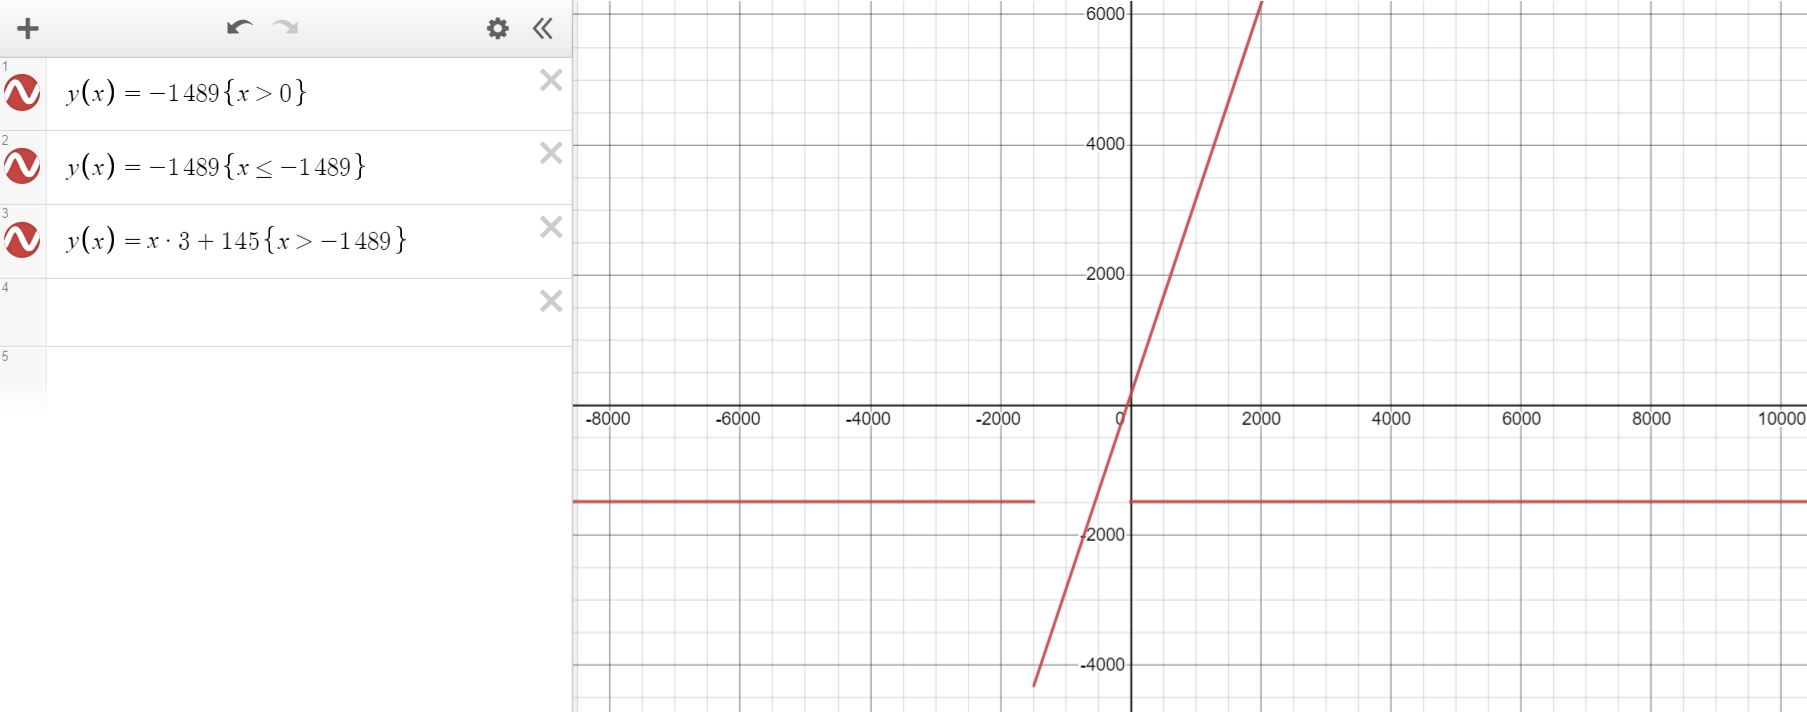 1
y(x) = −1489{x > 0}
2
y(x) = −1489{x ≤ −1489}
3
y(x) = x · 3 + 145{x > −1489}
4
5
6000
4000
2000
-8000 -6000 -4000 -2000 0 2000 4000 6000 8000 10000
-2000
-4000